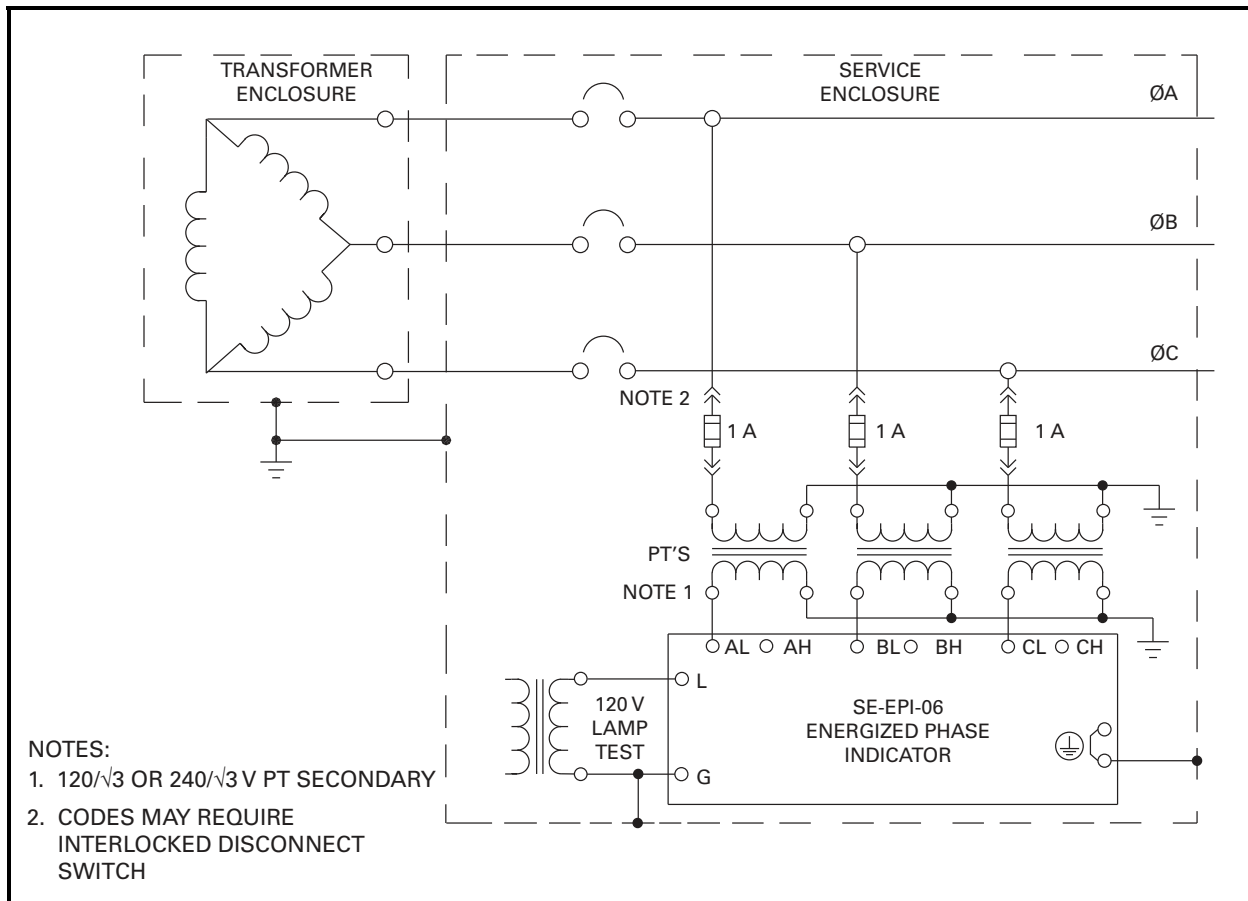 TRANSFORMER
ENCLOSURE
SERVICE
ENCLOSURE
ØA
ØB
ØC
NOTE 2
1 A
1 A
1 A
PT'S
NOTE 1
AL
AH
BL
BH
CL
CH
L
120 V
LAMP
TEST
G
SE-EPI-06
ENERGIZED PHASE
INDICATOR
NOTES:
1. 120/√3 OR 240/√3 V PT SECONDARY
2. CODES MAY REQUIRE
INTERLOCKED DISCONNECT
SWITCH